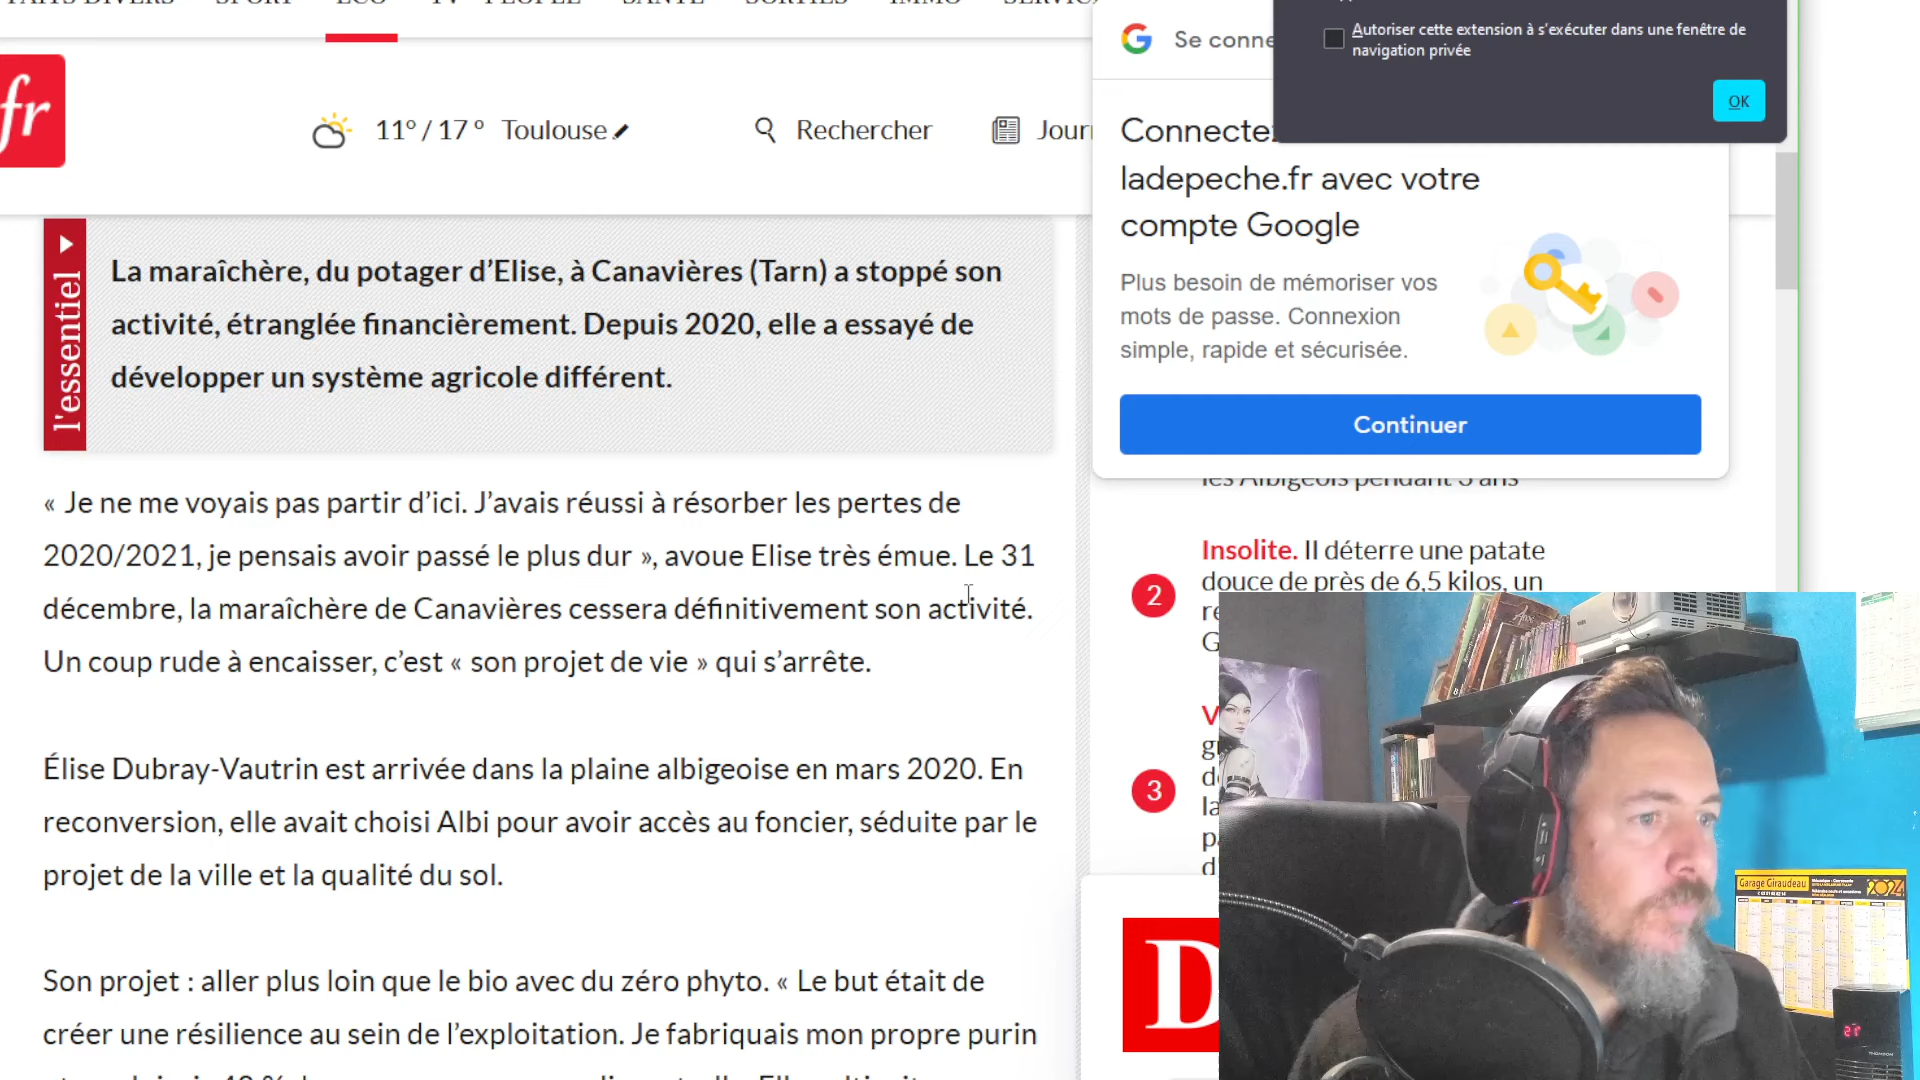 FAITS DIVERS SPORT ECO TV - PEOPLE SANTÉ SORTIES IMMO
fr
11° / 17 ° Toulouse
Rechercher
Se conne
Autoriser cette extension à s'exécuter dans une fenêtre de
navigation privée
OK
Connectez
ladepeche.fr avec votre
compte Google
Plus besoin de mémoriser vos
mots de passe. Connexion
simple, rapide et sécurisée.
Continuer
l'essentiel
La maraîchère, du potager d’Elise, à Canavières (Tarn) a stoppé son
activité, étranglée financièrement. Depuis 2020, elle a essayé de
développer un système agricole différent.
« Je ne me voyais pas partir d’ici. J’avais réussi à résorber les pertes de
2020/2021, je pensais avoir passé le plus dur », avoue Elise très émue. Le 31
décembre, la maraîchère de Canavières cessera définitivement son activité.
Un coup rude à encaisser, c’est « son projet de vie » qui s’arrête.
Élise Dubray-Vautrin est arrivée dans la plaine albigeoise en mars 2020. En
reconversion, elle avait choisi Albi pour avoir accès au foncier, séduite par le
projet de la ville et la qualité du sol.
Son projet : aller plus loin que le bio avec du zéro phyto. « Le but était de
créer une résilience au sein de l’exploitation. Je fabriquais mon propre purin
les Albigeois pendant 3 ans
2
Insolite. Il déterre une patate
douce de près de 6,5 kilos, un
3
D
Garage Giraudeau
2024
THOMSON